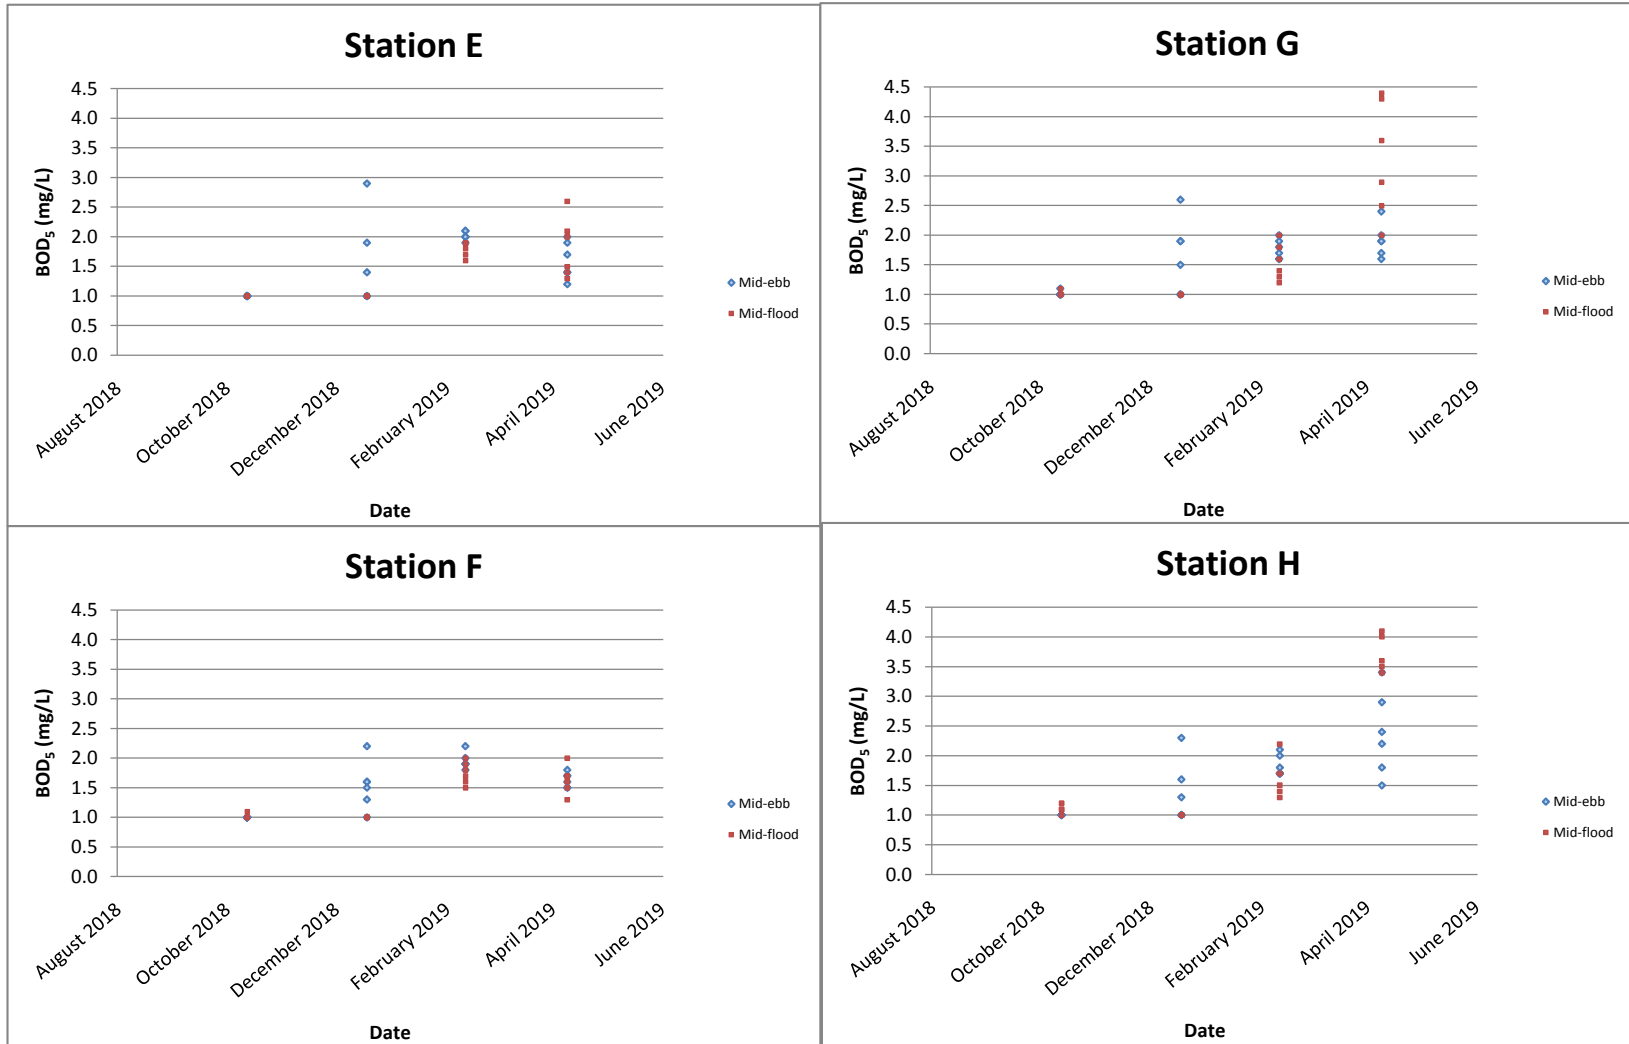 Station E
4.5
4.0
3.5
3.0
2.5
2.0
1.5
1.0
0.5
0.0
BOD5 (mg/L)
August 2018
October 2018
December 2018
February 2019
April 2019
June 2019
Date
Mid-ebb
Mid-flood
Station G
4.5
4.0
3.5
3.0
2.5
2.0
1.5
1.0
0.5
0.0
BOD5 (mg/L)
August 2018
October 2018
December 2018
February 2019
April 2019
June 2019
Date
Mid-ebb
Mid-flood
Station F
4.5
4.0
3.5
3.0
2.5
2.0
1.5
1.0
0.5
0.0
BOD5 (mg/L)
August 2018
October 2018
December 2018
February 2019
April 2019
June 2019
Date
Mid-ebb
Mid-flood
Station H
4.5
4.0
3.5
3.0
2.5
2.0
1.5
1.0
0.5
0.0
BOD5 (mg/L)
August 2018
October 2018
December 2018
February 2019
April 2019
June 2019
Date
Mid-ebb
Mid-flood